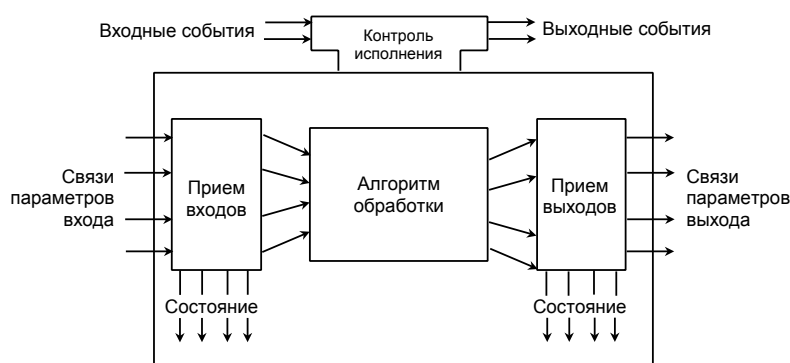 Входные события
Контроль
исполнения
Выходные события
Связи
параметров
входа
Прием
входов
Алгоритм
обработки
Прием
выходов
Связи
параметров
выхода
Состояние
Состояние